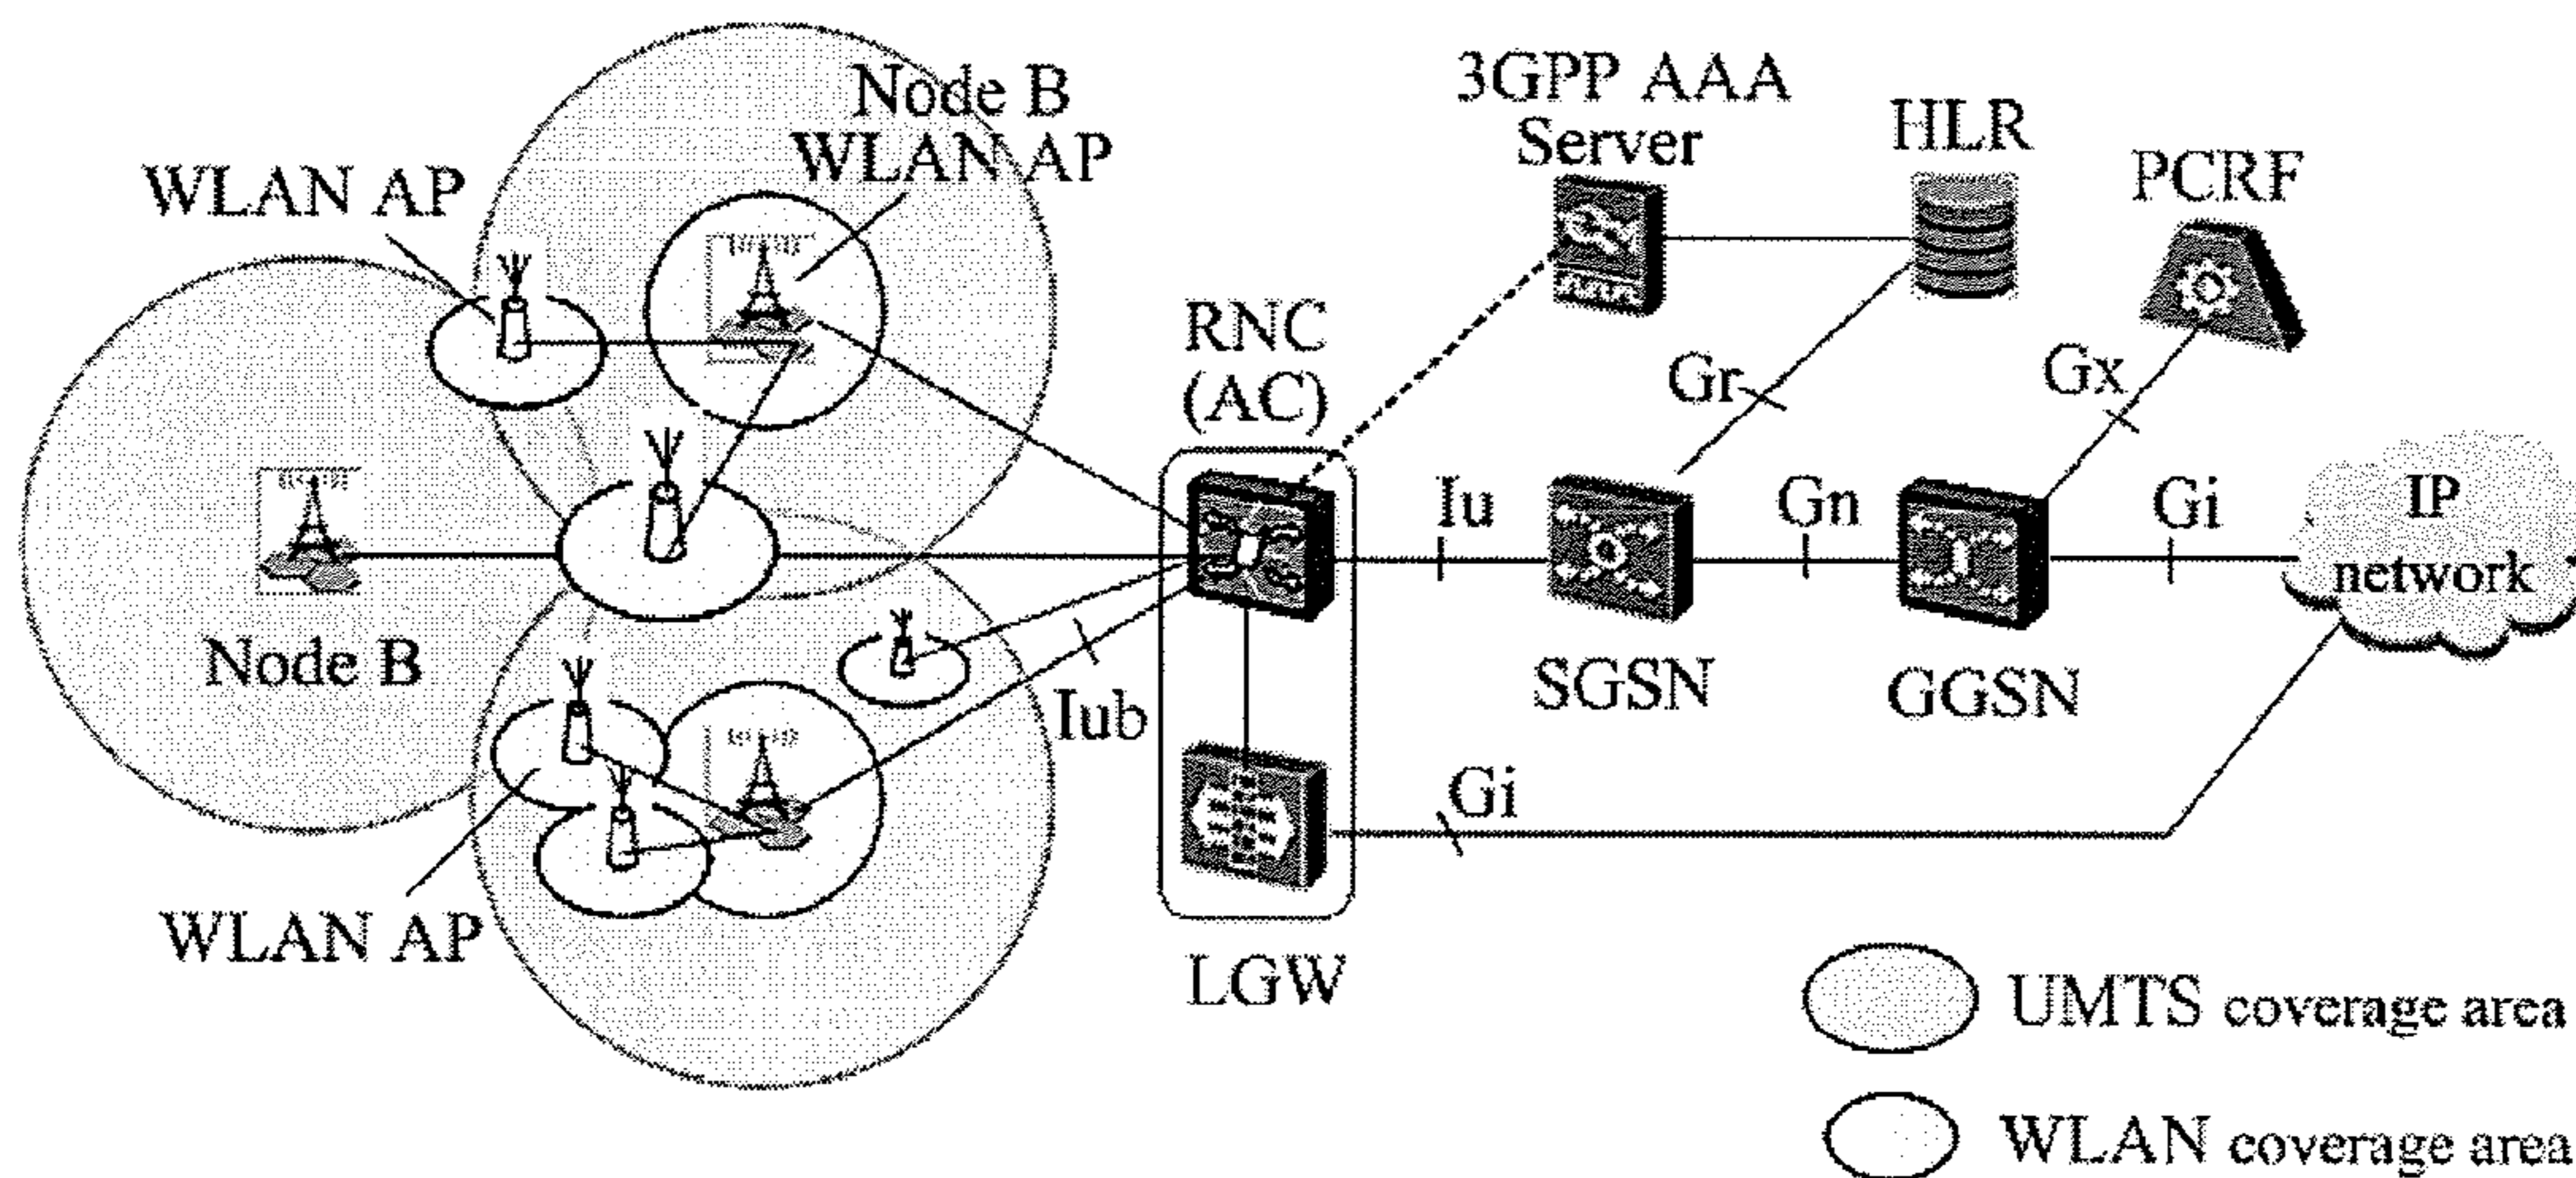 Node B
WLAN AP
WLAN AP
3GPP AAA
Server
HLR
PCRF
RNC
(AC)
Gr
Gx
Iu
Gn
Gi
IP
network
Node B
Iub
SGSN
GGSN
Gi
WLAN AP
LGW
UMTS coverage area
WLAN coverage area